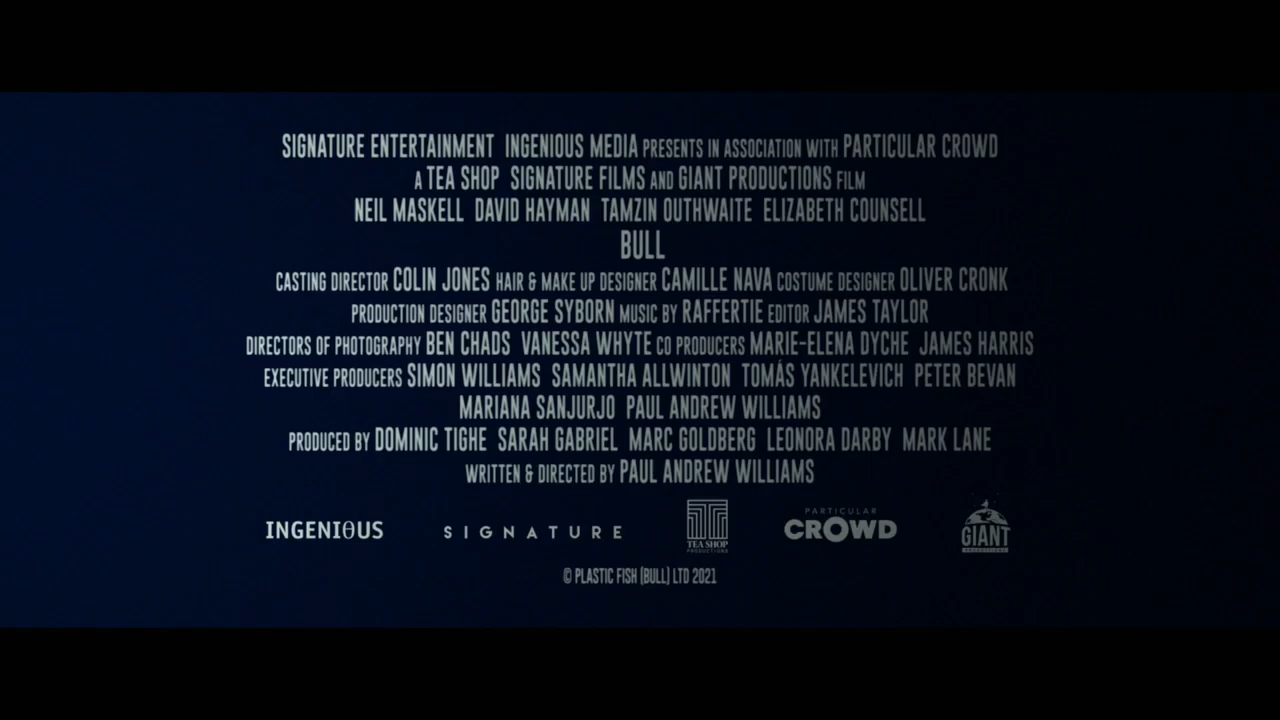 SIGNATURE ENTERTAINMENT INGENIOUS MEDIA PRESENTS IN ASSOCIATION WITH PARTICULAR CROWD
A TEA SHOP SIGNATURE FILMS AND GIANT PRODUCTIONS FILM
NEIL MASKELL DAVID HAYMAN TAMZIN OUTHWAITE ELIZABETH COUNSELL
BULL
CASTING DIRECTOR COLIN JONES HAIR & MAKE UP DESIGNER CAMILLE NAVA COSTUME DESIGNER OLIVER CRONK
PRODUCTION DESIGNER GEORGE SYBORN MUSIC BY RAFFERTIE EDITOR JAMES TAYLOR
DIRECTORS OF PHOTOGRAPHY BEN CHADS VANESSA WHYTE CO PRODUCERS MARIE-ELENA DYCHE JAMES HARRIS
EXECUTIVE PRODUCERS SIMON WILLIAMS SAMANTHA ALLWINTON TOMÁS YANKELEVICH PETER BEVAN
MARIANA SANJURJO PAUL ANDREW WILLIAMS
PRODUCED BY DOMINIC TIGHE SARAH GABRIEL MARC GOLDBERG LEONORA DARBY MARK LANE
WRITTEN & DIRECTED BY PAUL ANDREW WILLIAMS
INGENIOUS
SIGNATURE
TEA SHOP
PRODUCTIONS
PARTICULAR
CROWD
GIANT
PRODUCTIONS
© PLASTIC FISH (BULL) LTD 2021